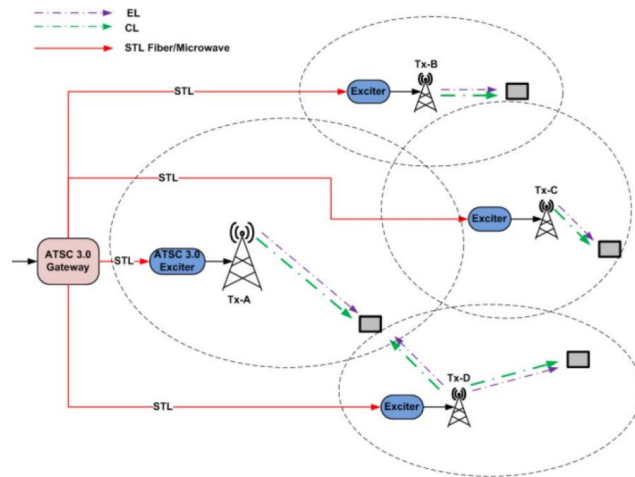 EL
CL
STL Fiber/Microwave
Tx-B
STL
Exciter
STL
Tx-C
Exciter
ATSC 3.0
Gateway
STL
ATSC 3.0
Exciter
Tx-A
Tx-D
STL
Exciter